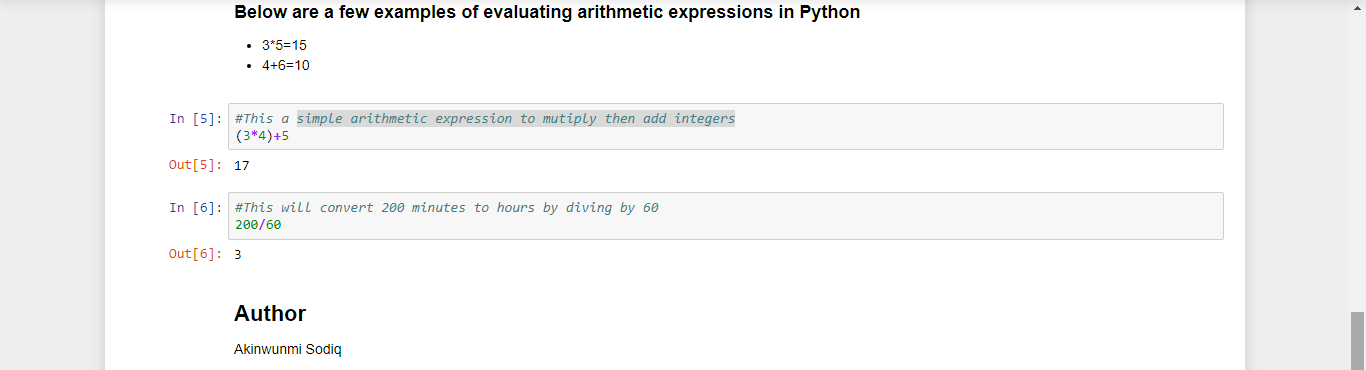 Below are a few examples of evaluating arithmetic expressions in Python
• 3*5=15
• 4+6=10
In [5]: #This a simple arithmetic expression to mutiply then add integers
(3*4)+5
Out[5]: 17
In [6]: #This will convert 200 minutes to hours by diving by 60
200/60
Out[6]: 3
Author
Akinwunmi Sodiq